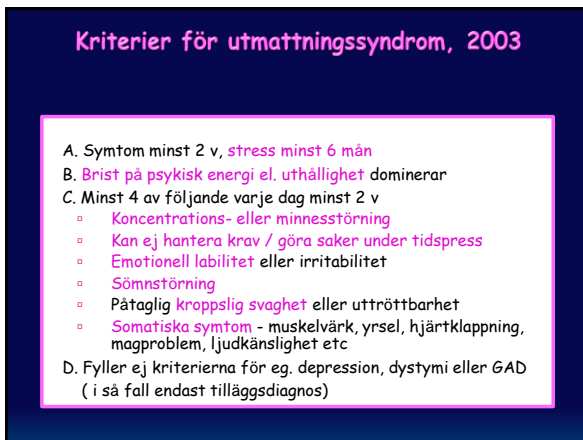 Kriterier för utmattningssyndrom, 2003
A. Symtom minst 2 v, stress minst 6 mån
B. Brist på psykisk energi el. uthållighet dominerar
C. Minst 4 av följande varje dag minst 2 v
Koncentrations- eller minnesstörning
Kan ej hantera krav / göra saker under tidspress
Emotionell labilitet eller irritabilitet
Sömnstörning
Påtaglig kroppslig svaghet eller uttröttbarhet
Somatiska symtom - muskelvärk, yrsel, hjärtklappning,
magproblem, ljudkänslighet etc
D. Fyller ej kriterierna för eg. depression, dystymi eller GAD
( i så fall endast tilläggsdiagnos)